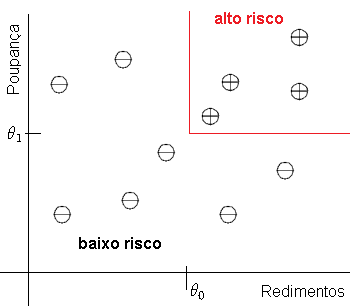 alto risco
Poupança
θ1
baixo risco
θ0
Redimentos